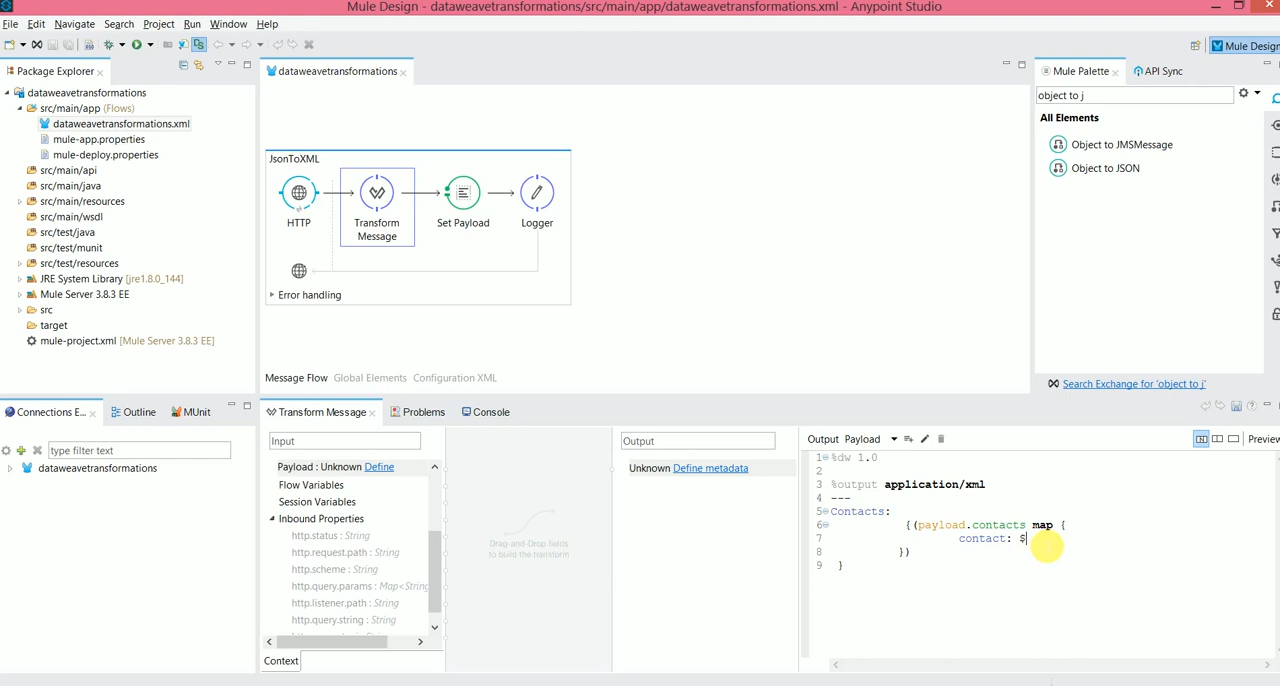 Mule Design - dataweavetransformations/src/main/app/dataweavetransformations.xml - Anypoint Studio
File Edit Navigate Search Project Run Window Help
Mule Design
Package Explorer
dataweavetransformations
src/main/app (Flows)
dataweavetransformations.xml
mule-app.properties
mule-deploy.properties
src/main/api
src/main/java
src/main/resources
src/main/wsdl
src/test/java
src/test/munit
src/test/resources
JRE System Library [jre1.8.0_144]
Mule Server 3.8.3 EE
src
target
mule-project.xml [Mule Server 3.8.3 EE]
dataweavetransformations
JsonToXML
HTTP
Transform
Message
Set Payload
Logger
Error handling
Message Flow Global Elements Configuration XML
Mule Palette API Sync
object to j
All Elements
Object to JMSMessage
Object to JSON
Search Exchange for 'object to j'
Connections E... Outline MUnit
type filter text
dataweavetransformations
Transform Message Problems Console
Input
Payload : Unknown Define
Flow Variables
Session Variables
Inbound Properties
http.status : String
http.request.path : String
http.scheme : String
http.query.params : Map<String
http.listener.path : String
http.query.string : String
Context
Drag-and-Drop fields
to build the transform
Output
Unknown Define metadata
Output Payload
Preview
1 %dw 1.0
2
3 %output application/xml
4 ---
5 Contacts:
6 {(payload.contacts map {
7 contact: $
8 })
9 }